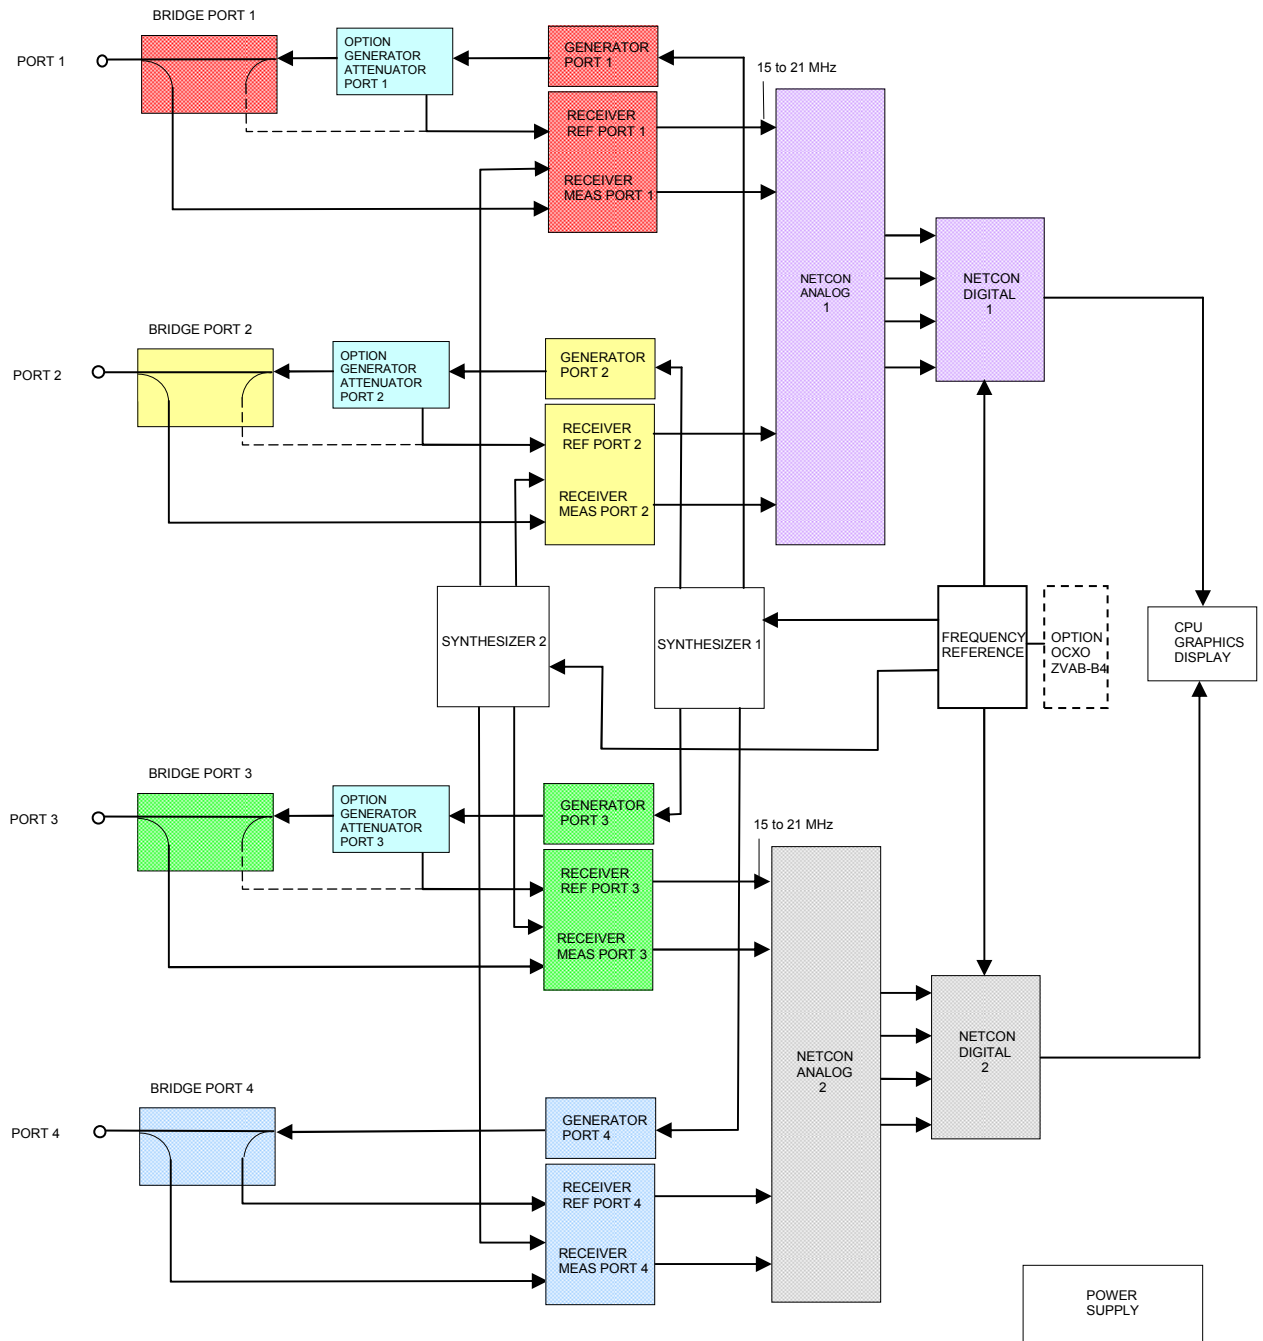 BRIDGE PORT 1
PORT 1
OPTION
GENERATOR
ATTENUATOR
PORT 1
GENERATOR
PORT 1
15 to 21 MHz
RECEIVER
REF PORT 1
RECEIVER
MEAS PORT 1
NETCON
ANALOG
1
NETCON
DIGITAL
1
BRIDGE PORT 2
PORT 2
OPTION
GENERATOR
ATTENUATOR
PORT 2
GENERATOR
PORT 2
RECEIVER
REF PORT 2
RECEIVER
MEAS PORT 2
SYNTHESIZER 2
SYNTHESIZER 1
FREQUENCY
REFERENCE
OPTION
OCXO
ZVAB-B4
CPU
GRAPHICS
DISPLAY
BRIDGE PORT 3
PORT 3
OPTION
GENERATOR
ATTENUATOR
PORT 3
GENERATOR
PORT 3
15 to 21 MHz
RECEIVER
REF PORT 3
RECEIVER
MEAS PORT 3
NETCON
ANALOG
2
NETCON
DIGITAL
2
BRIDGE PORT 4
PORT 4
GENERATOR
PORT 4
RECEIVER
REF PORT 4
RECEIVER
MEAS PORT 4
POWER
SUPPLY